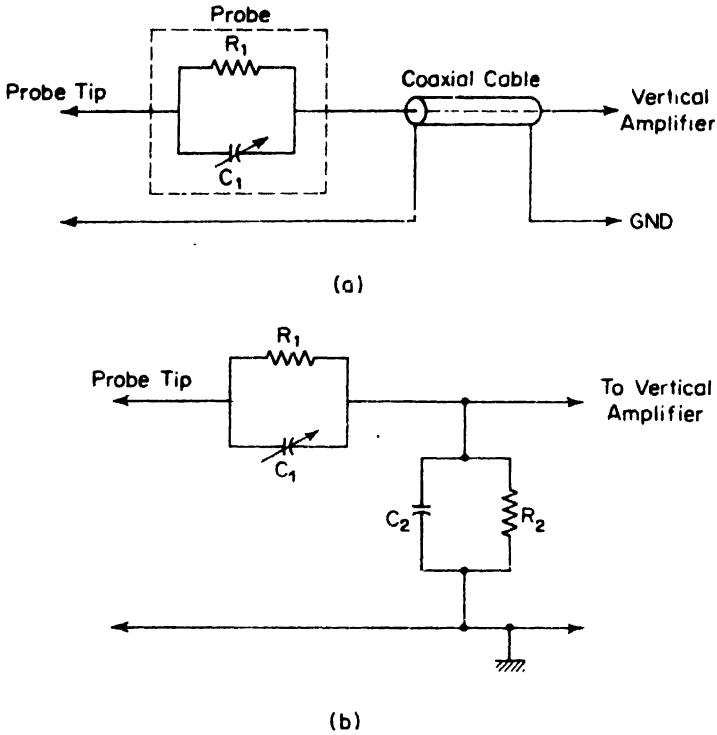 Probe
R₁
Coaxial Cable
Probe Tip
Vertical
Amplifier
C₁
GND
(a)
R₁
Probe Tip
To Vertical
Amplifier
C₁
C₂
R₂
(b)